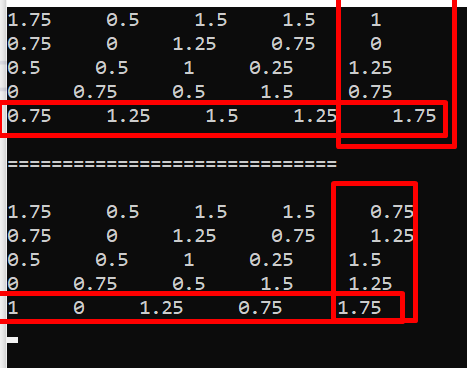 1.75 0.5 1.5 1.5 1
0.75 0 1.25 0.75 0
0.5 0.5 1 0.25 1.25
0 0.75 0.5 1.5 0.75
0.75 1.25 1.5 1.25 1.75
==============================
1.75 0.5 1.5 1.5 0.75
0.75 0 1.25 0.75 1.25
0.5 0.5 1 0.25 1.5
0 0.75 0.5 1.5 1.25
1 0 1.25 0.75 1.75